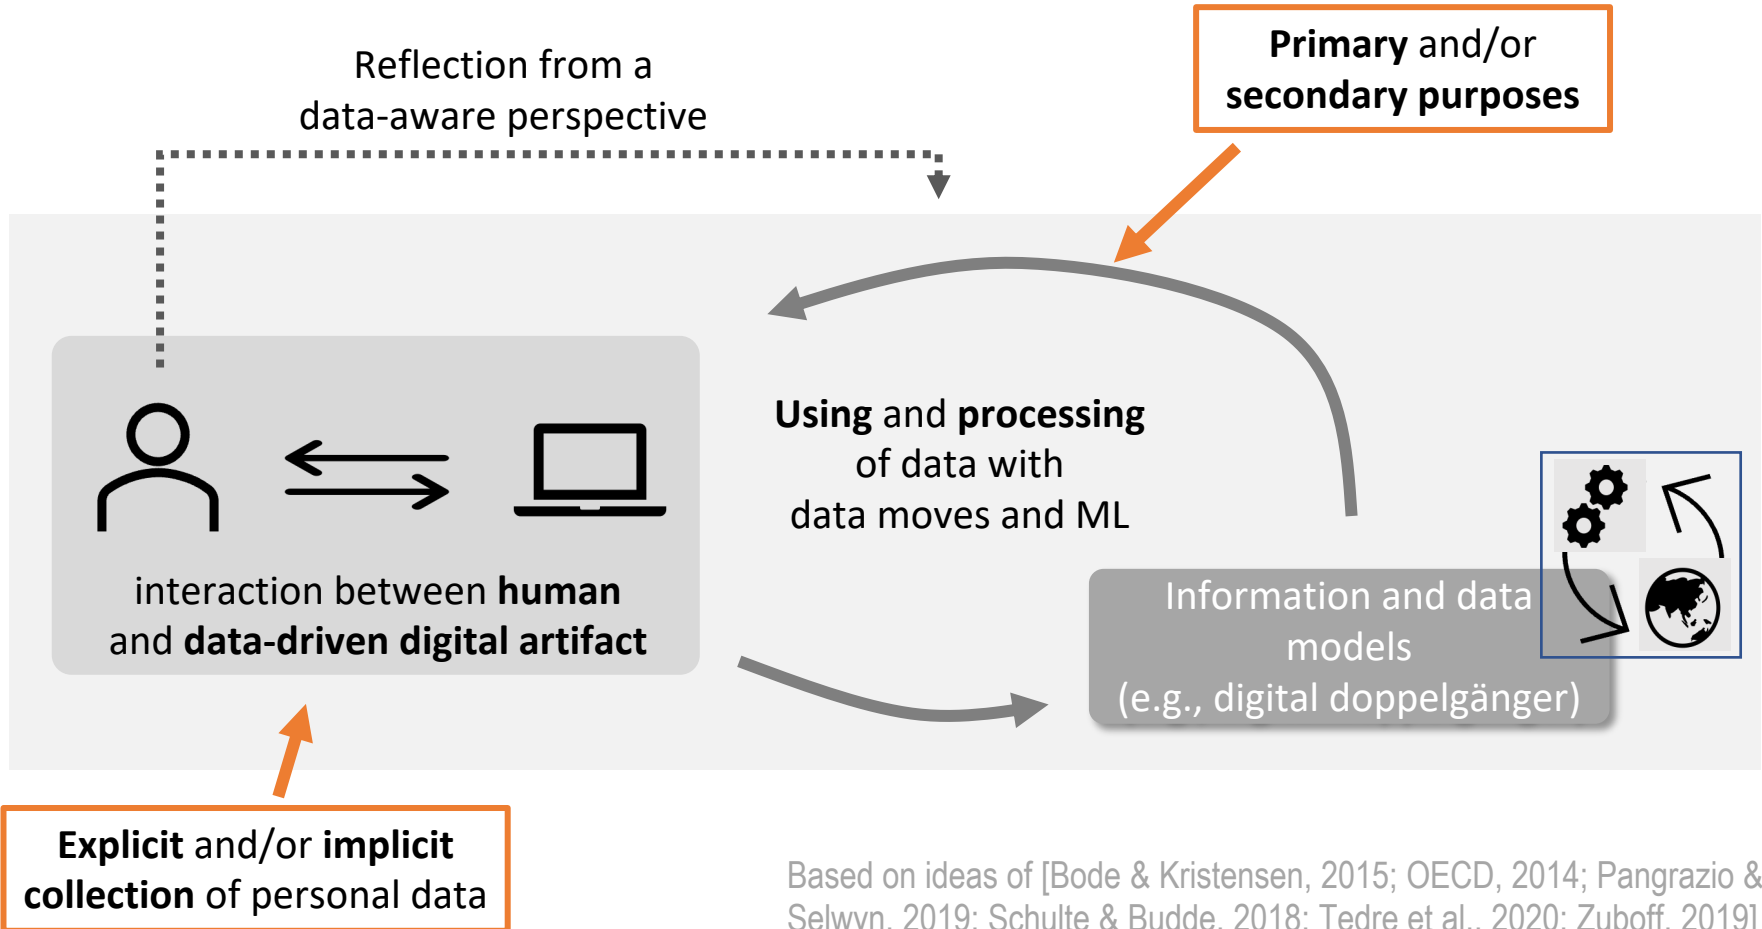 Reflection from a
data-aware perspective
Primary and/or
secondary purposes
Using and processing
of data with
data moves and ML
interaction between human
and data-driven digital artifact
Information and data
models
(e.g., digital doppelgänger)
Explicit and/or implicit
collection of personal data
Based on ideas of [Bode & Kristensen, 2015; OECD, 2014; Pangrazio &
Selwyn, 2019; Schulte & Budde, 2018; Tedre et al., 2020; Zuboff, 2019]